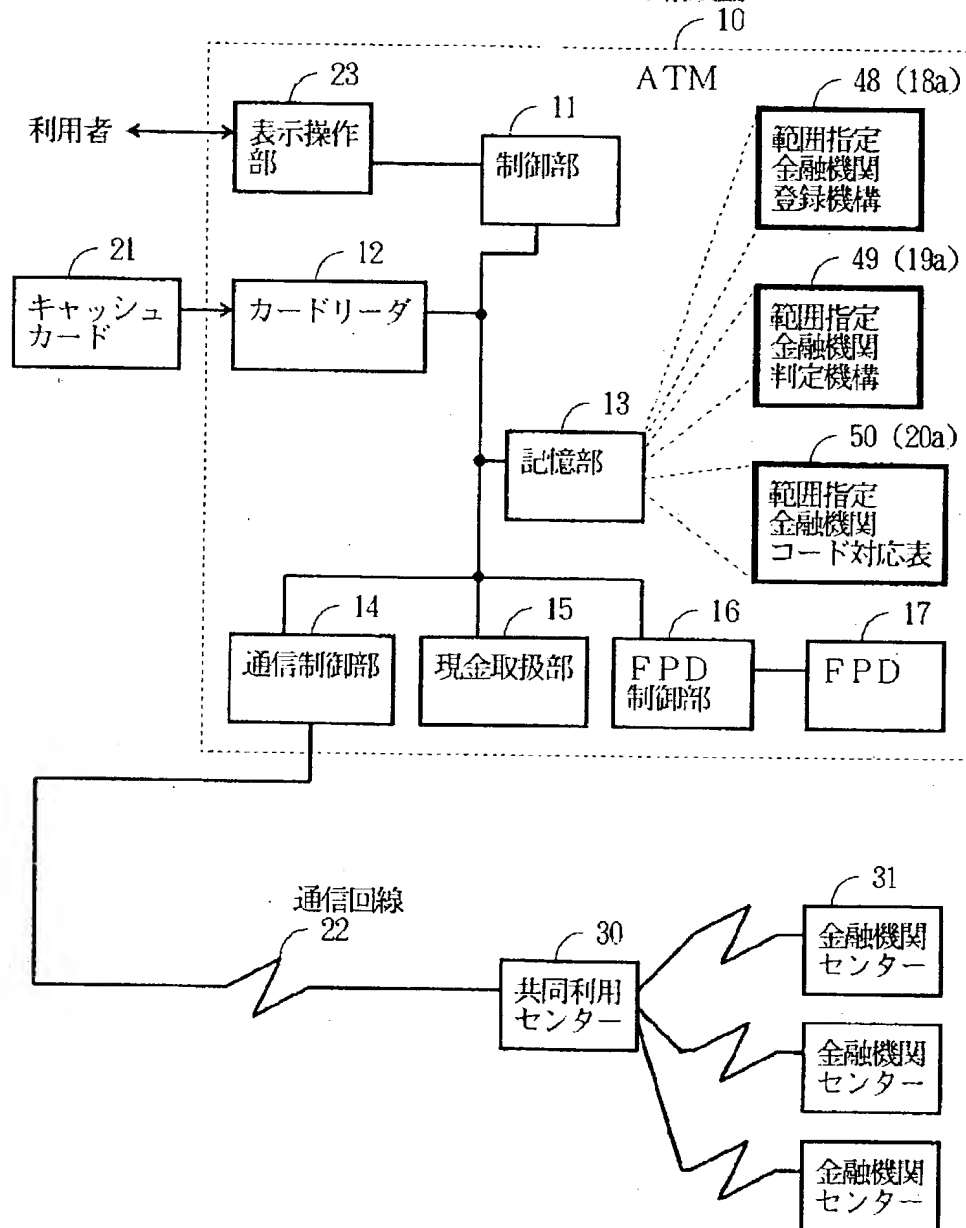 10
ATM
23
表示操作
部
利用者
11
制御部
48 (18a)
範囲指定
金融機関
登録機構
21
キャッシュ
カード
12
カードリーダ
49 (19a)
範囲指定
金融機関
判定機構
13
記憶部
50 (20a)
範囲指定
金融機関
コード対応表
14
通信制御部
15
現金取扱部
16
FPD
制御部
17
FPD
通信回線
22
30
共同利用
センター
31
金融機関
センター
金融機関
センター
金融機関
センター